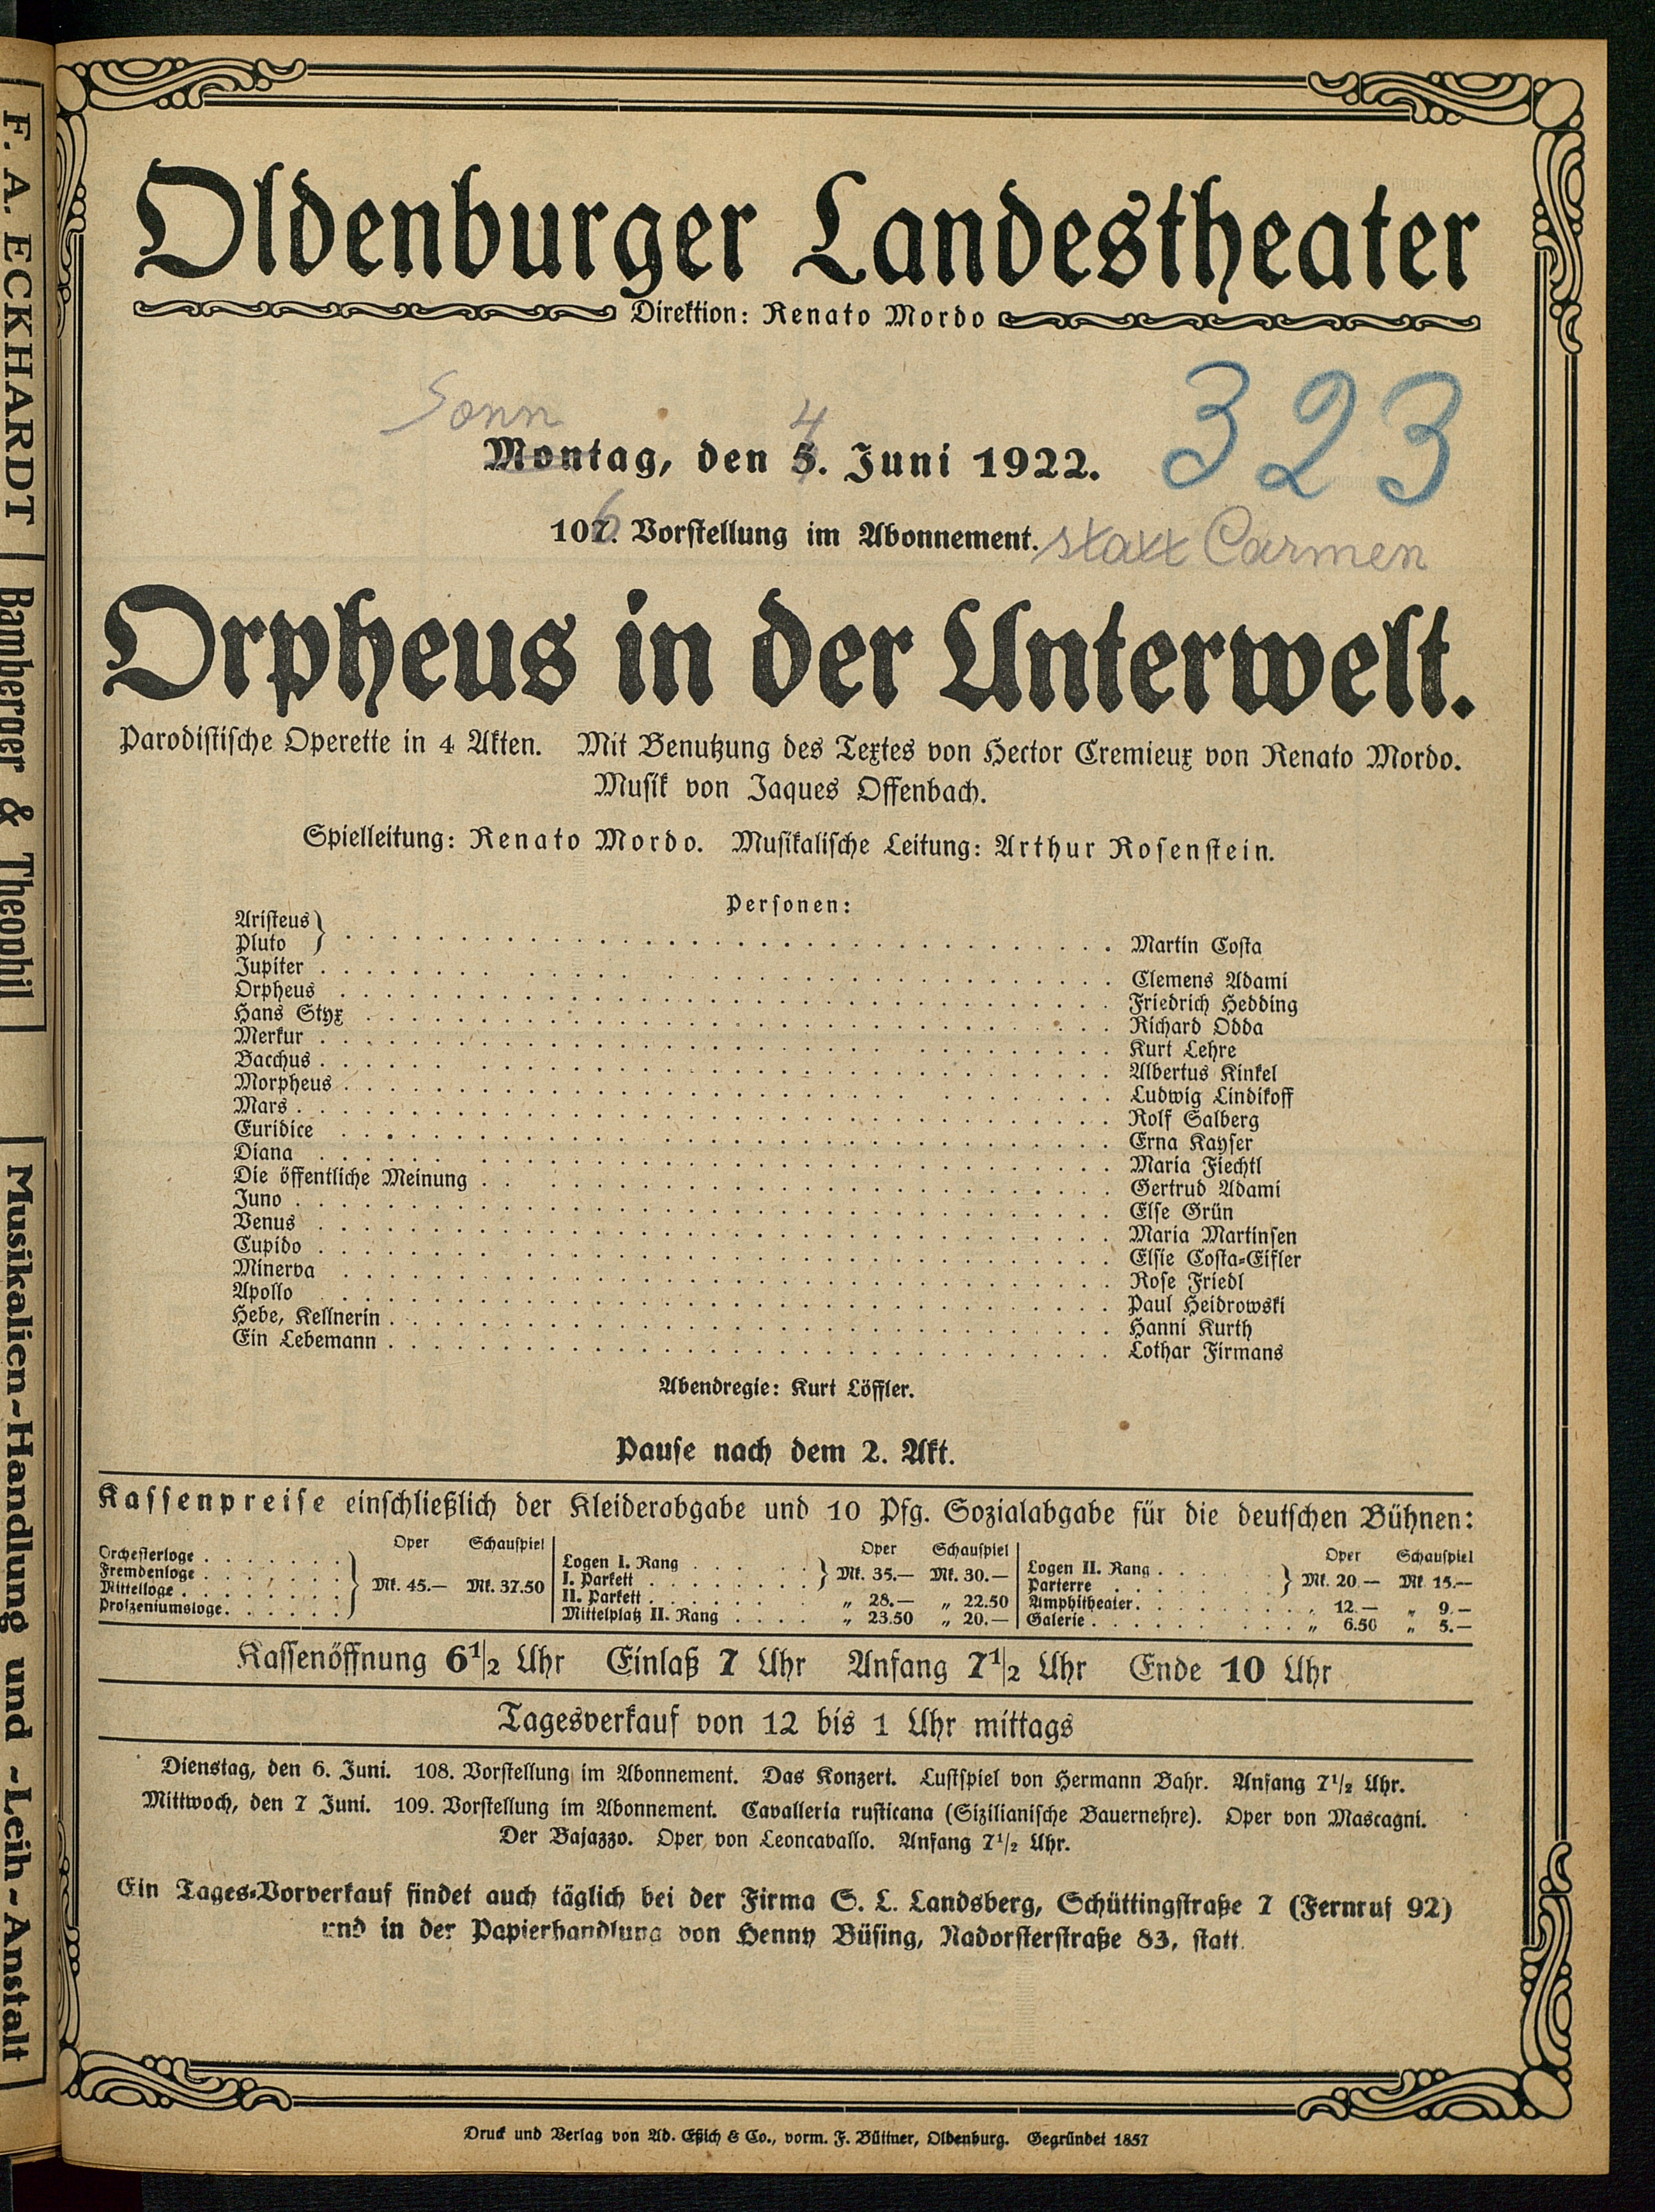 Oldenburger Landestheater
Direktion: Renato Mordo
323
Sonn 4
Montag, den 5. Juni 1922.
6
107. Vorstellung im Abonnement. statt Carmen
Orpheus in der Unterwelt.
Parodistische Operette in 4 Akten. Mit Benutzung des Textes von Hector Cremieux von Renato Mordo.
Musik von Jaques Offenbach.
Spielleitung: Renato Mordo. Musikalische Leitung: Arthur Rosenstein.
Personen:
Aristeus }
Pluto } . . . Martin Costa
Jupiter . . . Clemens Adami
Orpheus . . . Friedrich Hedding
Hans Styx . . . Richard Odda
Merkur . . . Kurt Lehre
Bacchus . . . Albertus Kinkel
Morpheus . . . Ludwig Lindikoff
Mars . . . Rolf Salberg
Euridice . . . Erna Kayser
Diana . . . Maria Fiechtl
Die öffentliche Meinung . . . Gertrud Adami
Juno . . . Else Grün
Venus . . . Maria Martinsen
Cupido . . . Elsie Costa-Eifler
Minerva . . . Rose Friedl
Apollo . . . Paul Heidrowski
Hebe, Kellnerin . . . Hanni Kurth
Ein Lebemann . . . Lothar Firmans
Abendregie: Kurt Löffler.
Pause nach dem 2. Akt.
Kassenpreise einschließlich der Kleiderabgabe und 10 Pfg. Sozialabgabe für die deutschen Bühnen:
Oper Schauspiel
Orchesterloge . . .
Fremdenloge . . .
Mittelloge . . . } Mk. 45.— Mk. 37.50
Proszeniumsloge . . .
Oper Schauspiel
Logen I. Rang . . .
I. Parkett . . . } Mk. 35.— Mk. 30.—
II. Parkett . . . „ 28.— „ 22.50
Mittelplatz II. Rang . . . „ 23.50 „ 20.—
Oper Schauspiel
Logen II. Rang . . .
Parterre . . . } Mk. 20.— Mk. 15.—
Amphitheater . . . „ 12.— „ 9.—
Galerie . . . „ 6.50 „ 5.—
Kassenöffnung 6½ Uhr Einlaß 7 Uhr Anfang 7½ Uhr Ende 10 Uhr
Tagesverkauf von 12 bis 1 Uhr mittags
Dienstag, den 6. Juni. 108. Vorstellung im Abonnement. Das Konzert. Lustspiel von Hermann Bahr. Anfang 7½ Uhr.
Mittwoch, den 7 Juni. 109. Vorstellung im Abonnement. Cavalleria rusticana (Sizilianische Bauernehre). Oper von Mascagni.
Der Bajazzo. Oper von Leoncavallo. Anfang 7½ Uhr.
Ein Tages-Vorverkauf findet auch täglich bei der Firma S. L. Landsberg, Schüttingstraße 7 (Fernruf 92)
und in der Papierhandlung von Henny Büsing, Nadorsterstraße 83, statt.
Druck und Verlag von Ad. Eßich & Co., vorm. F. Büttner, Oldenburg. Gegründet 1857
F. A. ECKHARDT
Bamberger & Theophil
Musikalien-Handlung und -Leih-Anstalt